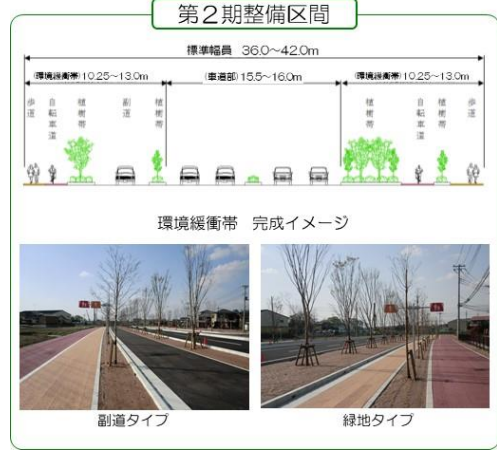 第2期整備区間
標準幅員 36.0~42.0m
(環境緩衝帯)10.25~13.0m
(車道部)15.5~16.0m
(環境緩衝帯)10.25~13.0m
歩道
自転車道
植樹帯
副道
植樹帯
植樹帯
自転車道
歩道
環境緩衝帯 完成イメージ
副道タイプ
緑地タイプ